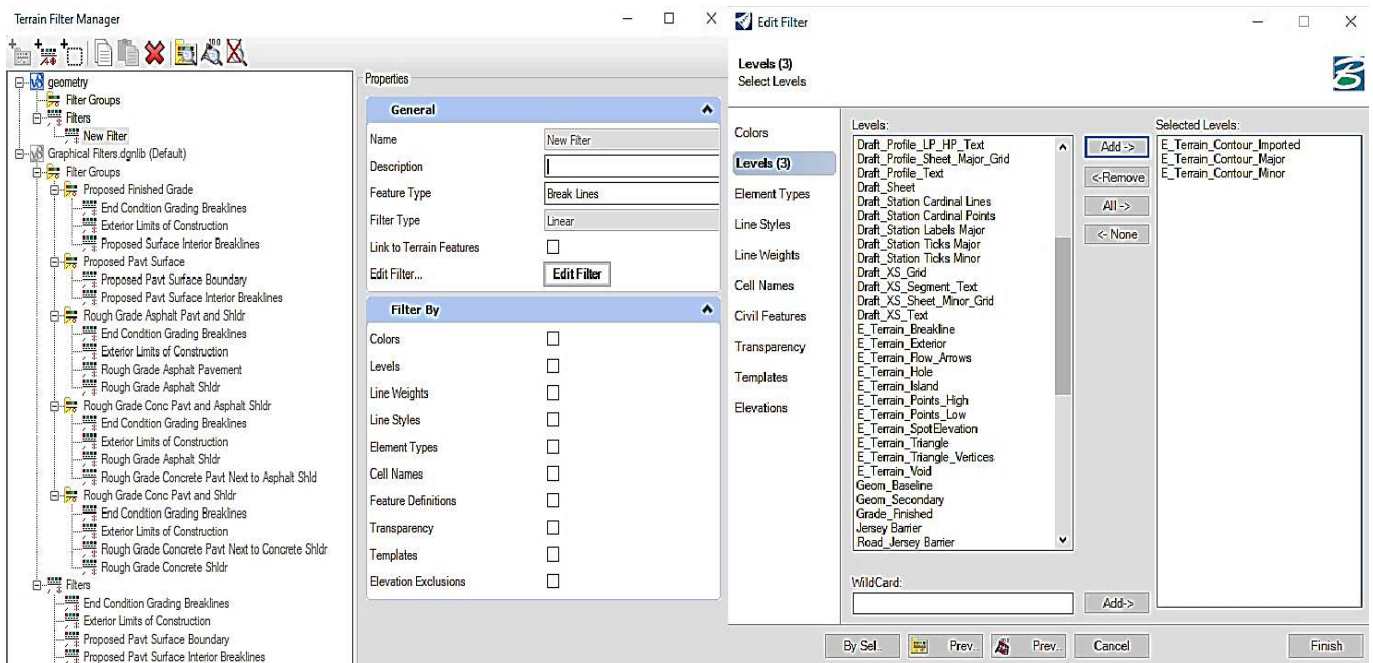 Terrain Filter Manager
geometry
Filter Groups
Filters
New Filter
Graphical Filters.dgnlib (Default)
Filter Groups
Proposed Finished Grade
End Condition Grading Breaklines
Exterior Limits of Construction
Proposed Surface Interior Breaklines
Proposed Pavt Surface
Proposed Pavt Surface Boundary
Proposed Pavt Surface Interior Breaklines
Rough Grade Asphalt Pavt and Shldr
End Condition Grading Breaklines
Exterior Limits of Construction
Rough Grade Asphalt Pavement
Rough Grade Asphalt Shldr
Rough Grade Conc Pavt and Asphalt Shldr
End Condition Grading Breaklines
Exterior Limits of Construction
Rough Grade Asphalt Shldr
Rough Grade Concrete Pavt Next to Asphalt Shld
Rough Grade Conc Pavt and Shldr
End Condition Grading Breaklines
Exterior Limits of Construction
Rough Grade Concrete Pavt Next to Concrete Shldr
Rough Grade Concrete Shldr
Filters
End Condition Grading Breaklines
Exterior Limits of Construction
Proposed Pavt Surface Boundary
Proposed Pavt Surface Interior Breaklines
Properties
General
Name New Filter
Description
Feature Type Break Lines
Filter Type Linear
Link to Terrain Features
Edit Filter... Edit Filter
Filter By
Colors
Levels
Line Weights
Line Styles
Element Types
Cell Names
Feature Definitions
Transparency
Templates
Elevation Exclusions
Edit Filter
Levels (3)
Select Levels
Colors
Levels (3)
Element Types
Line Styles
Line Weights
Cell Names
Civil Features
Transparency
Templates
Elevations
Levels:
Draft_Profile_LP_HP_Text
Draft_Profile_Sheet_Major_Grid
Draft_Profile_Text
Draft_Sheet
Draft_Station Cardinal Lines
Draft_Station Cardinal Points
Draft_Station Labels Major
Draft_Station Ticks Major
Draft_Station Ticks Minor
Draft_XS_Grid
Draft_XS_Segment_Text
Draft_XS_Sheet_Minor_Grid
Draft_XS_Text
E_Terrain_Breakline
E_Terrain_Exterior
E_Terrain_Flow_Arrows
E_Terrain_Hole
E_Terrain_Island
E_Terrain_Points_High
E_Terrain_Points_Low
E_Terrain_SpotElevation
E_Terrain_Triangle
E_Terrain_Triangle_Vertices
E_Terrain_Void
Geom_Baseline
Geom_Secondary
Grade_Finished
Jersey Barrier
Road_Jersey Barrier
WildCard:
Add ->
<-Remove
All ->
<- None
Add->
Selected Levels:
E_Terrain_Contour_Imported
E_Terrain_Contour_Major
E_Terrain_Contour_Minor
By Sel.. Prev.. Prev.. Cancel Finish